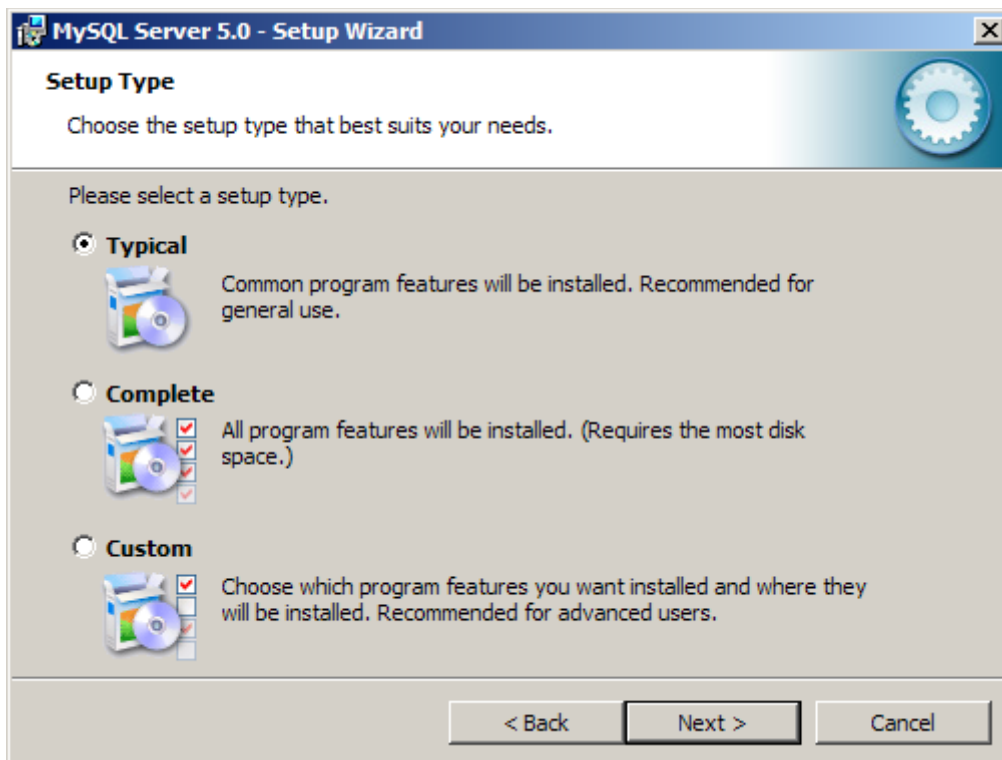 MySQL Server 5.0 - Setup Wizard
Setup Type
Choose the setup type that best suits your needs.
Please select a setup type.
Typical
Common program features will be installed. Recommended for
general use.
Complete
All program features will be installed. (Requires the most disk
space.)
Custom
Choose which program features you want installed and where they
will be installed. Recommended for advanced users.
< Back
Next >
Cancel